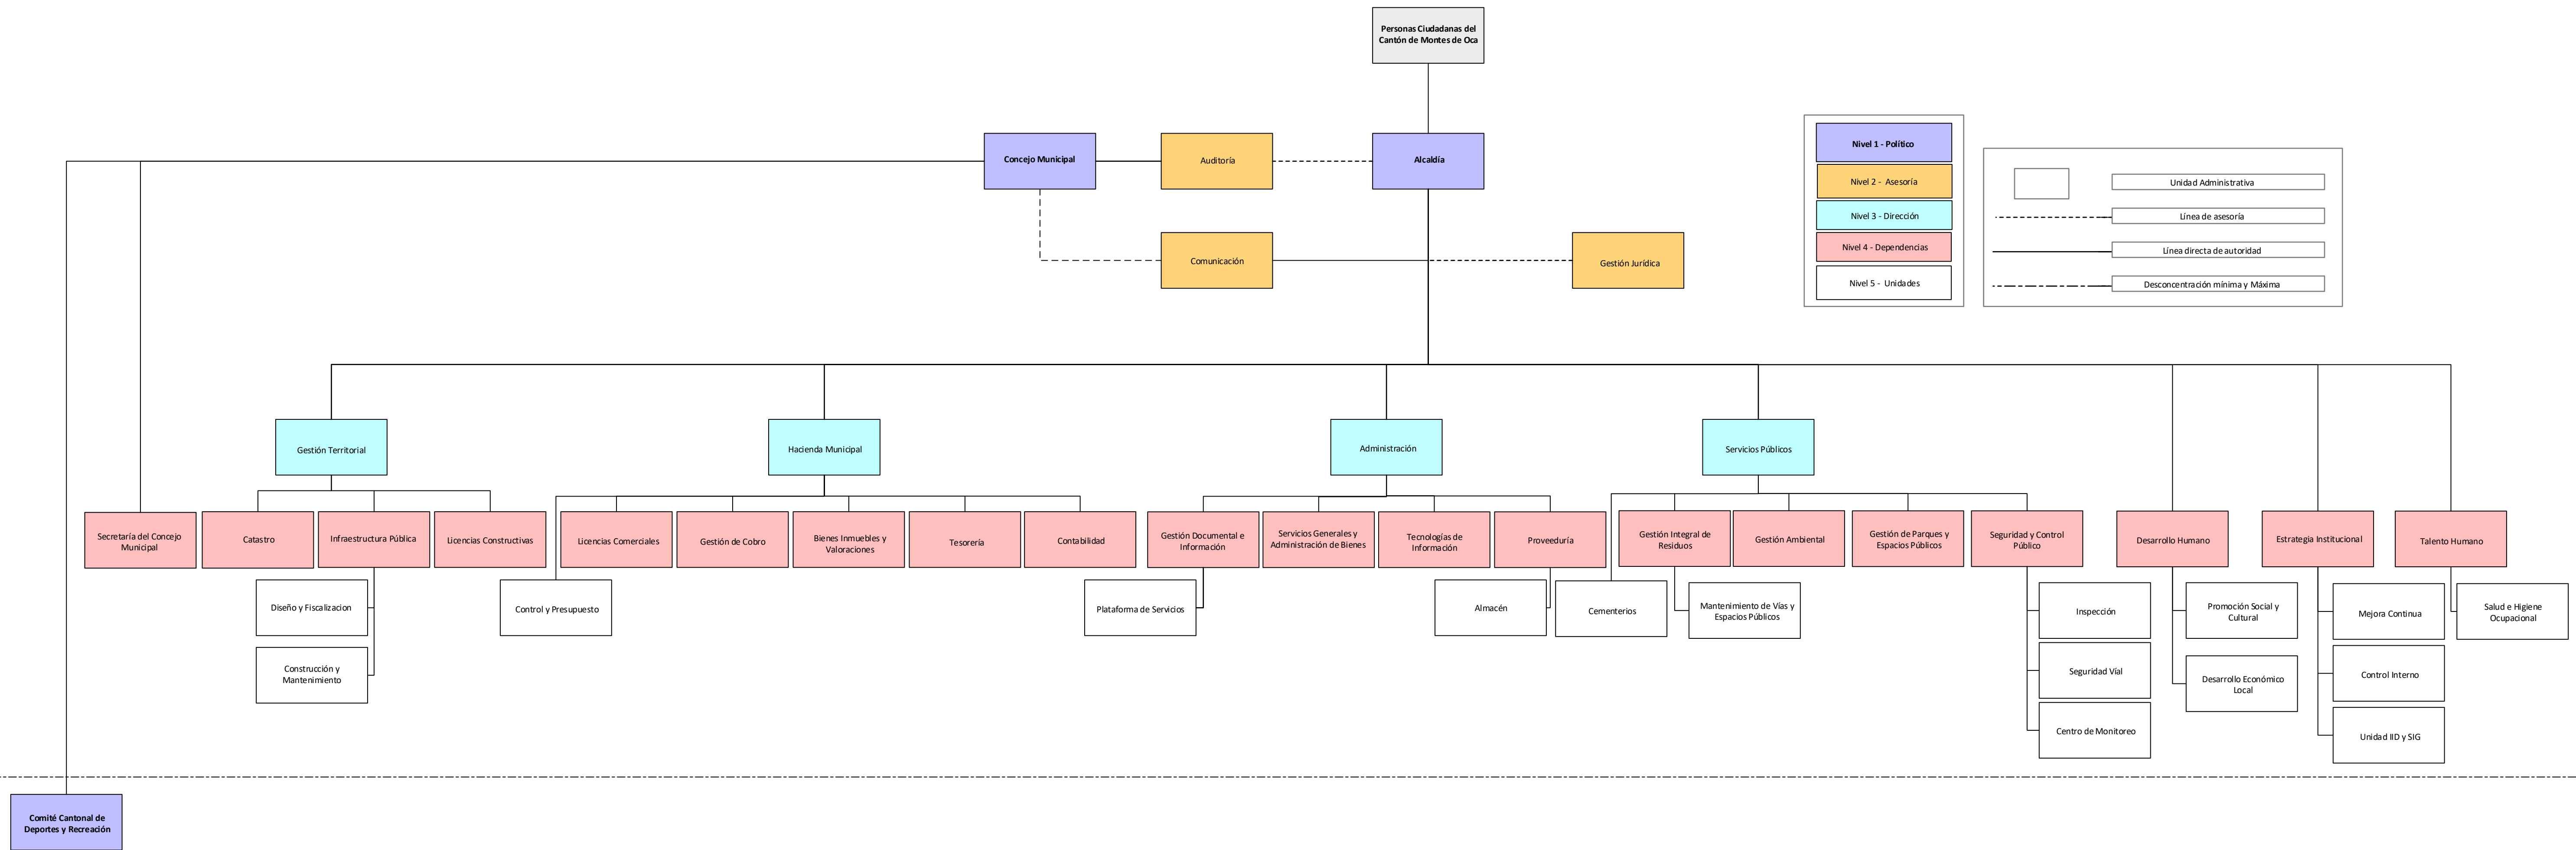 Personas Ciudadanas del
Cantón de Montes de Oca
Concejo Municipal
Auditoría
Alcaldía
Comunicación
Gestión Jurídica
Nivel 1 - Político
Nivel 2 - Asesoría
Nivel 3 - Dirección
Nivel 4 - Dependencias
Nivel 5 - Unidades
Unidad Administrativa
Línea de asesoría
Línea directa de autoridad
Desconcentración mínima y Máxima
Gestión Territorial
Hacienda Municipal
Administración
Servicios Públicos
Secretaría del Concejo
Municipal
Catastro
Infraestructura Pública
Licencias Constructivas
Licencias Comerciales
Gestión de Cobro
Bienes Inmuebles y
Valoraciones
Tesorería
Contabilidad
Gestión Documental e
Información
Servicios Generales y
Administración de Bienes
Tecnologías de
Información
Proveeduría
Gestión Integral de
Residuos
Gestión Ambiental
Gestión de Parques y
Espacios Públicos
Seguridad y Control
Público
Desarrollo Humano
Estrategia Institucional
Talento Humano
Diseño y Fiscalizacion
Control y Presupuesto
Plataforma de Servicios
Almacén
Cementerios
Mantenimiento de Vías y
Espacios Públicos
Inspección
Promoción Social y
Cultural
Mejora Continua
Salud e Higiene
Ocupacional
Construcción y
Mantenimiento
Seguridad Víal
Desarrollo Económico
Local
Control Interno
Centro de Monitoreo
Unidad IID y SIG
Comité Cantonal de
Deportes y Recreación